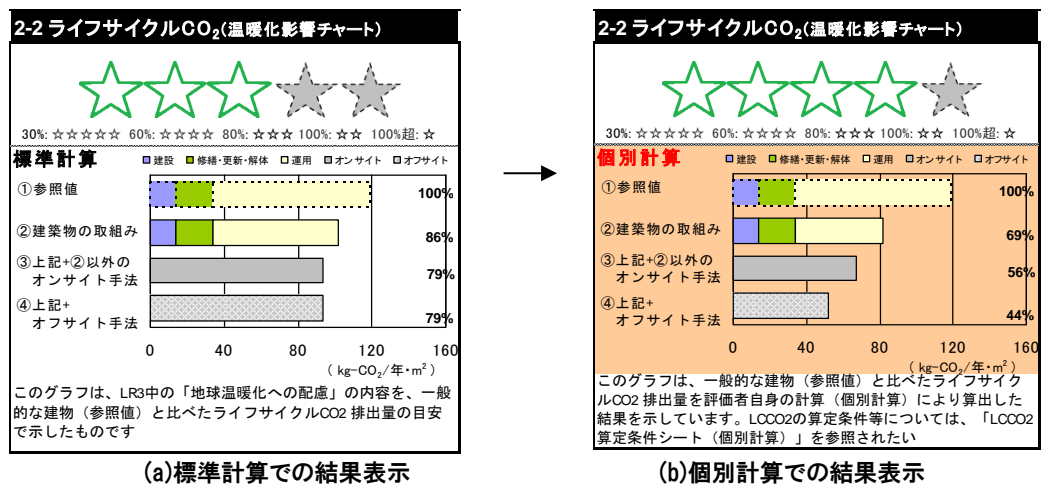 2-2 ライフサイクルCO2(温暖化影響チャート)
30%: ☆☆☆☆☆ 60%: ☆☆☆☆ 80%: ☆☆☆ 100%: ☆☆ 100%超: ☆
標準計算
建設 修繕・更新・解体 運用 オンサイト オフサイト
①参照値 100%
②建築物の取組み 86%
③上記+②以外の
オンサイト手法 79%
④上記+
オフサイト手法 79%
0 40 80 120 160
( kg-CO2/年・m2 )
このグラフは、LR3中の「地球温暖化への配慮」の内容を、一般
的な建物（参照値）と比べたライフサイクルCO2 排出量の目安
で示したものです
(a)標準計算での結果表示
2-2 ライフサイクルCO2(温暖化影響チャート)
30%: ☆☆☆☆☆ 60%: ☆☆☆☆ 80%: ☆☆☆ 100%: ☆☆ 100%超: ☆
個別計算
建設 修繕・更新・解体 運用 オンサイト オフサイト
①参照値 100%
②建築物の取組み 69%
③上記+②以外の
オンサイト手法 56%
④上記+
オフサイト手法 44%
0 40 80 120 160
( kg-CO2/年・m2 )
このグラフは、一般的な建物（参照値）と比べたライフサイク
ルCO2 排出量を評価者自身の計算（個別計算）により算出した
結果を示しています。LCCO2の算定条件等については、「LCCO2
算定条件シート（個別計算）」を参照されたい
(b)個別計算での結果表示